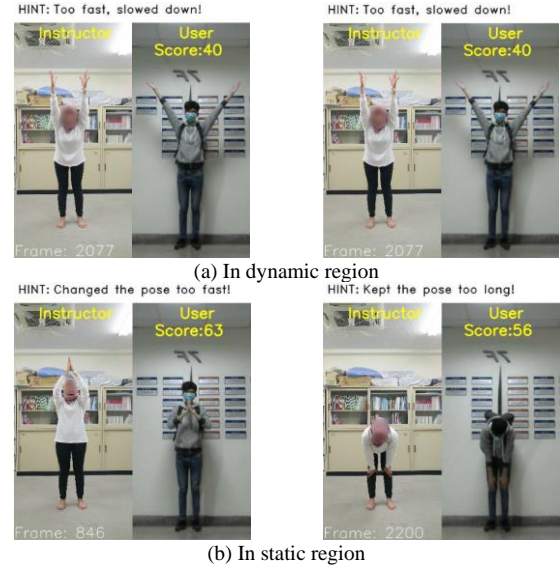 HINT: Too fast, slowed down!
Instructor
User
Score:40
Frame: 2077
HINT: Too fast, slowed down!
Instructor
User
Score:40
Frame: 2077
(a) In dynamic region
HINT: Changed the pose too fast!
Instructor
User
Score:63
Frame: 846
HINT: Kept the pose too long!
Instructor
User
Score:56
Frame: 2200
(b) In static region